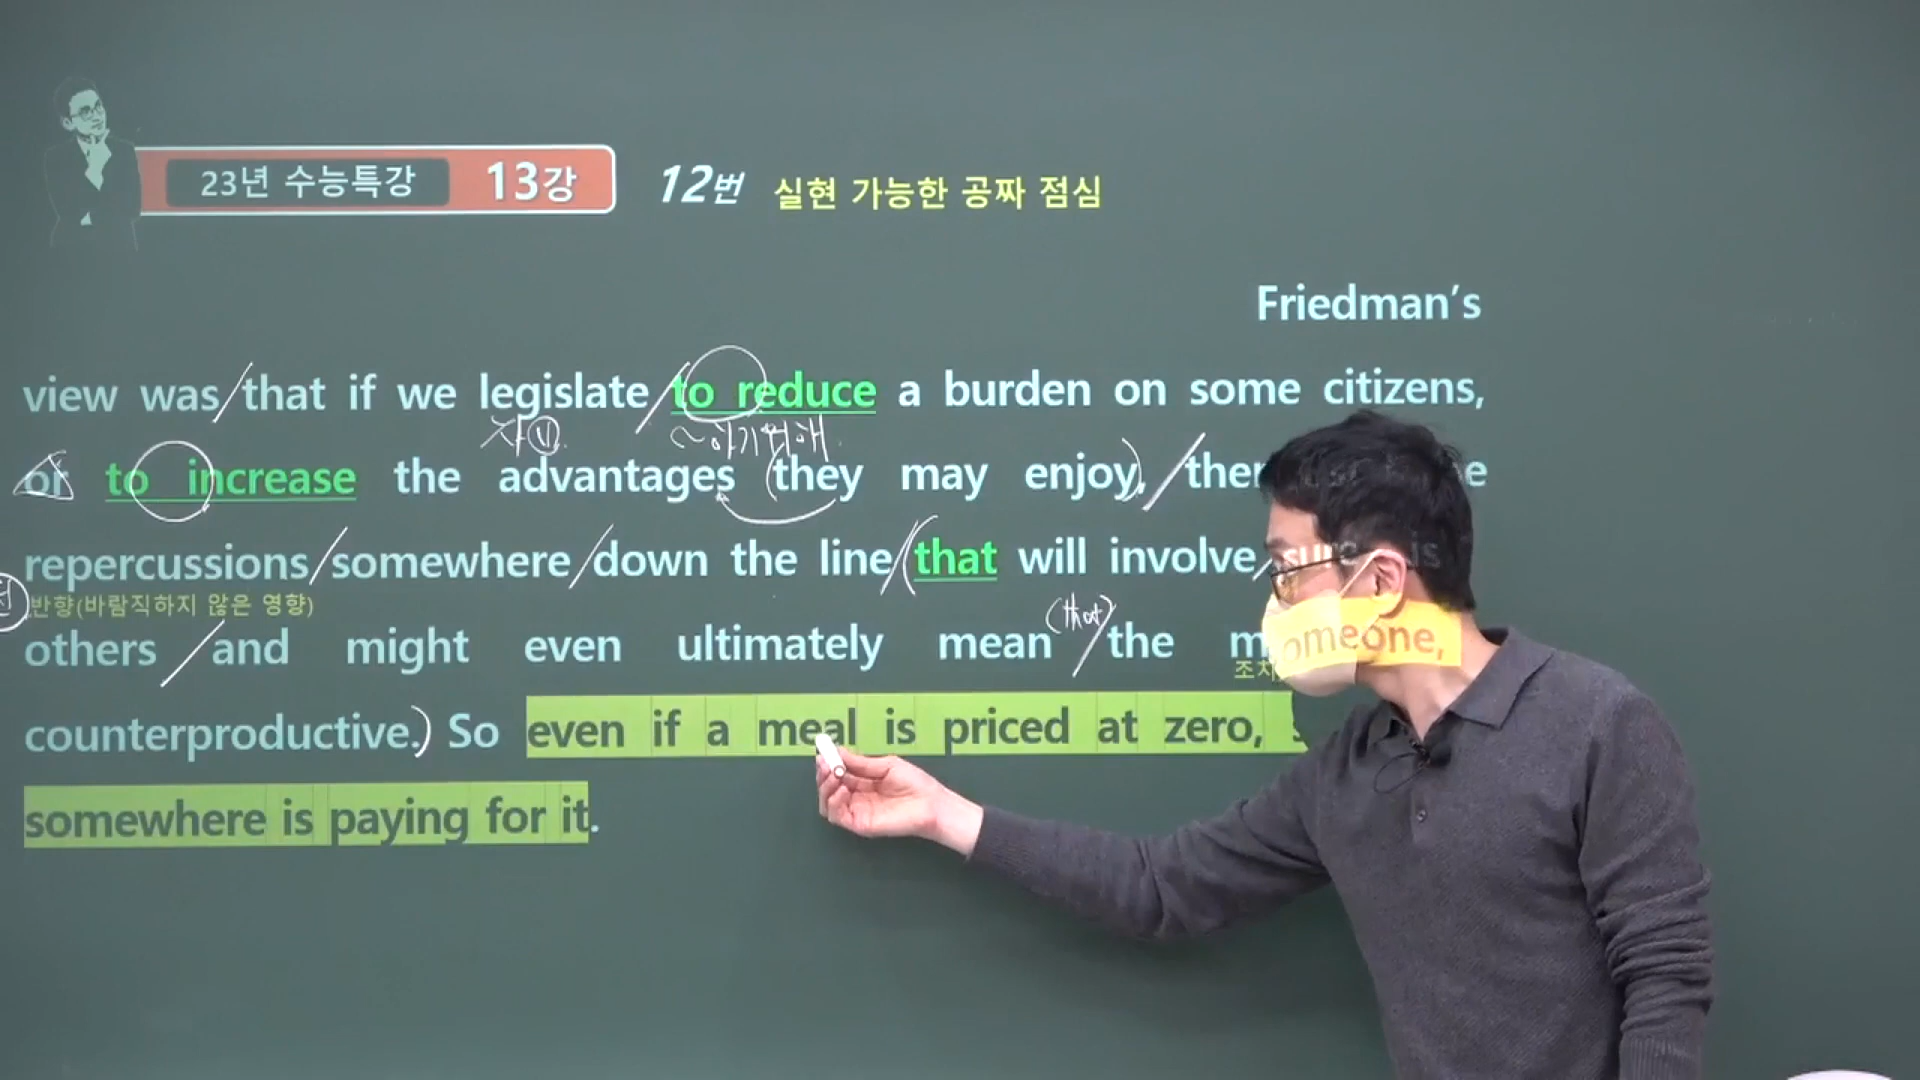 23년 수능특강 13강 12번 실현 가능한 공짜 점심
Friedman's
view was that if we legislate to reduce a burden on some citizens,
자 ⓥ ~하기 위해
or to increase the advantages they may enjoy,
repercussions somewhere down the line that will involve
반향(바람직하지 않은 영향)
(that)
others and might even ultimately mean the
조치
counterproductive.) So even if a meal is priced at zero, someone,
somewhere is paying for it.